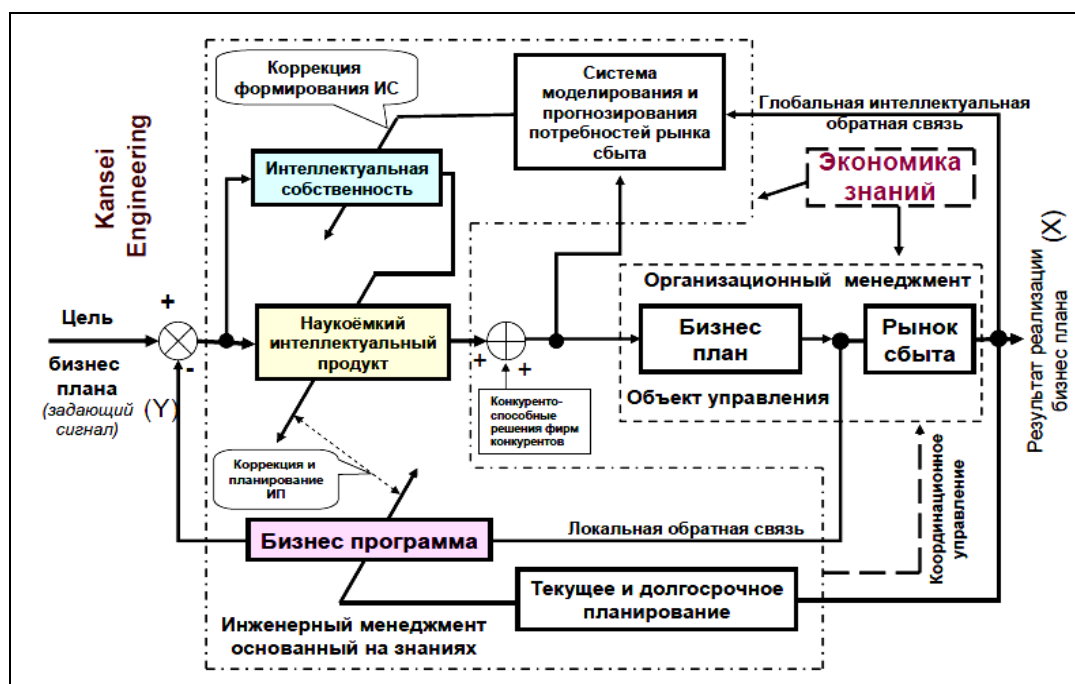 Коррекция
формирования ИС
Система
моделирования и
прогнозирования
потребностей рынка
сбыта
Глобальная интеллектуальная
обратная связь
Kansei
Engineering
Интеллектуальная
собственность
Экономика
знаний
Результат реализации
бизнес плана
(X)
Организационный менеджмент
+
Цель
бизнес
плана
(задающий
сигнал)
(Y)
-
Наукоёмкий
интеллектуальный
продукт
+
+
Бизнес
план
Рынок
сбыта
Конкуренто-
способные
решения фирм
конкурентов
Объект управления
Коррекция и
планирование
ИП
Бизнес программа
Локальная обратная связь
Координационное
управление
Текущее и долгосрочное
планирование
Инженерный менеджмент
основанный на знаниях